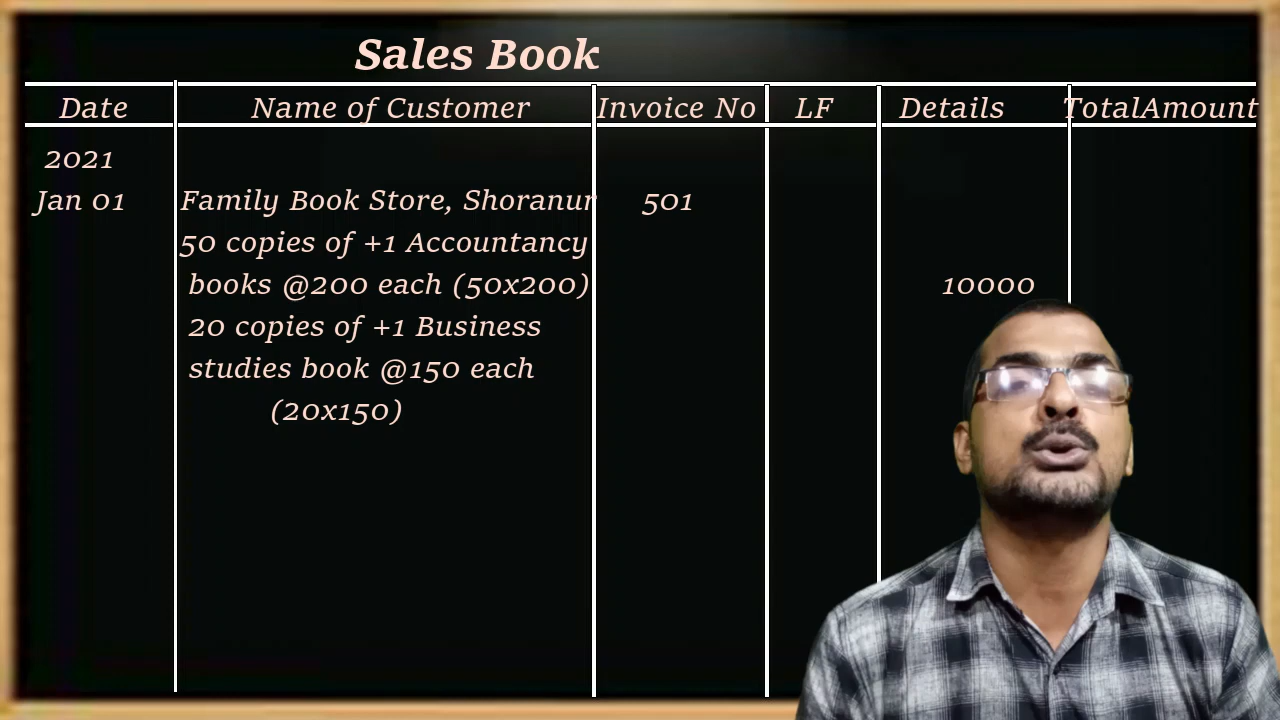 Sales Book
Date Name of Customer Invoice No LF Details TotalAmount
2021
Jan 01 Family Book Store, Shoranur 501
50 copies of +1 Accountancy
books @200 each (50x200) 10000
20 copies of +1 Business
studies book @150 each
(20x150)